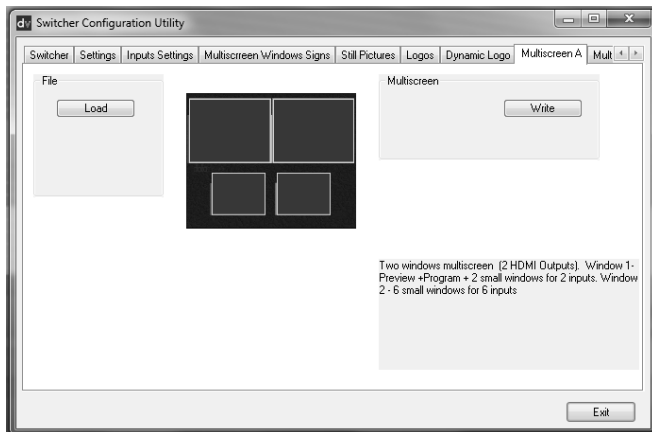 dv Switcher Configuration Utility
Switcher Settings Inputs Settings Multiscrreen Windows Signs Still Pictures Logos Dynamic Logo Multiscreen A Mult
File
Load
Multiscreen
Write
Two windows multiscreen (2 HDMI Outputs). Window 1-
Preview +Program + 2 small windows for 2 inputs. Window
2 - 6 small windows for 6 inputs
Exit